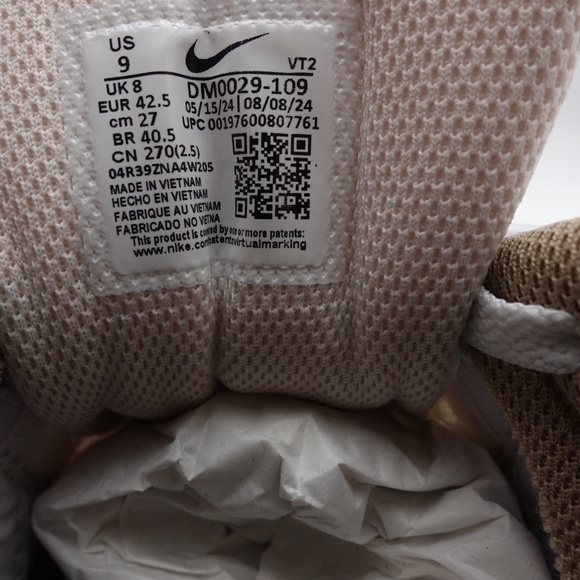 US
9
VT2
UK 8
DM0029-109
EUR 42.5
05/15/24 | 08/08/24
cm 27
UPC 00197600807761
BR 40.5
CN 270(2.5)
04R39ZNA4W205
MADE IN VIETNAM
HECHO EN VIETNAM
FABRIQUE AU VIETNAM
FABRICADO NO VIETNA
This product is covered by one or more patents:
www.nike.com/patentsvirtualmarking